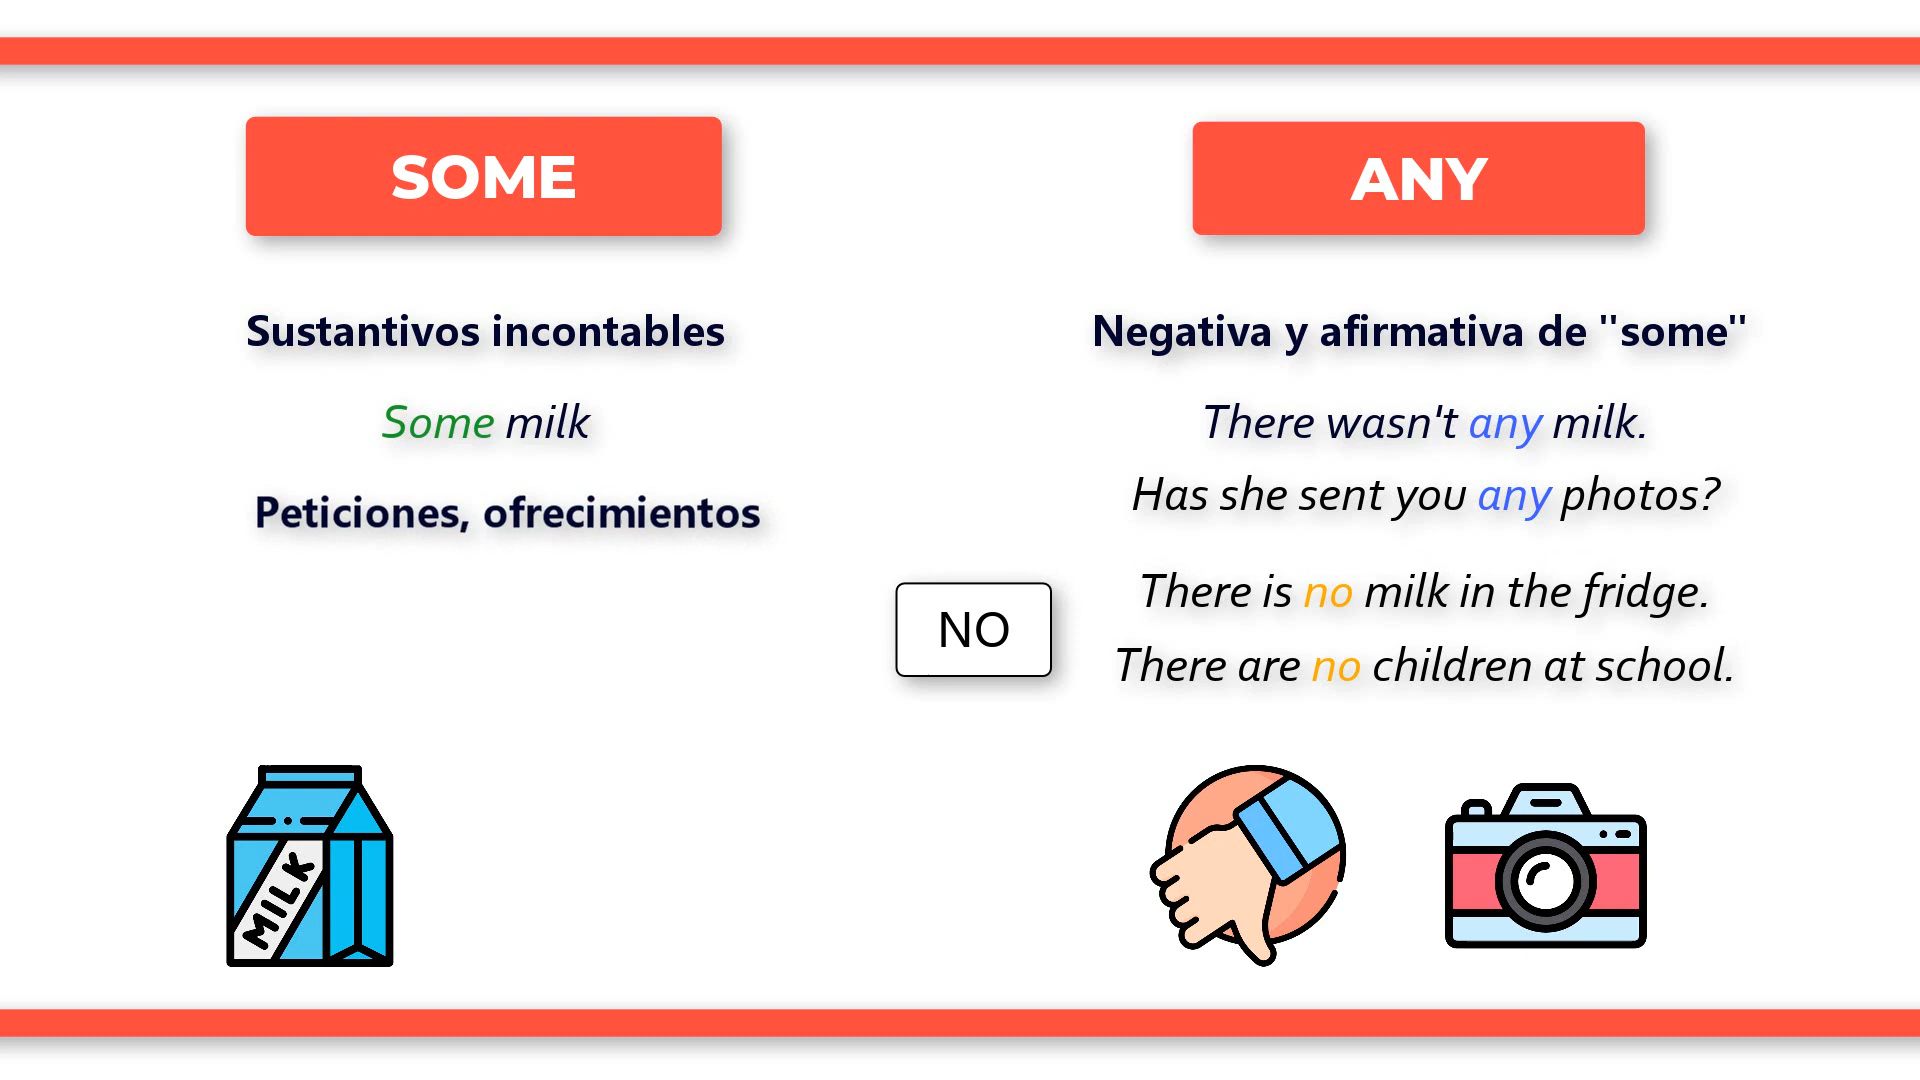 SOME
Sustantivos incontables
Some milk
Peticiones, ofrecimientos
MILK
ANY
Negativa y afirmativa de "some"
There wasn't any milk.
Has she sent you any photos?
NO
There is no milk in the fridge.
There are no children at school.